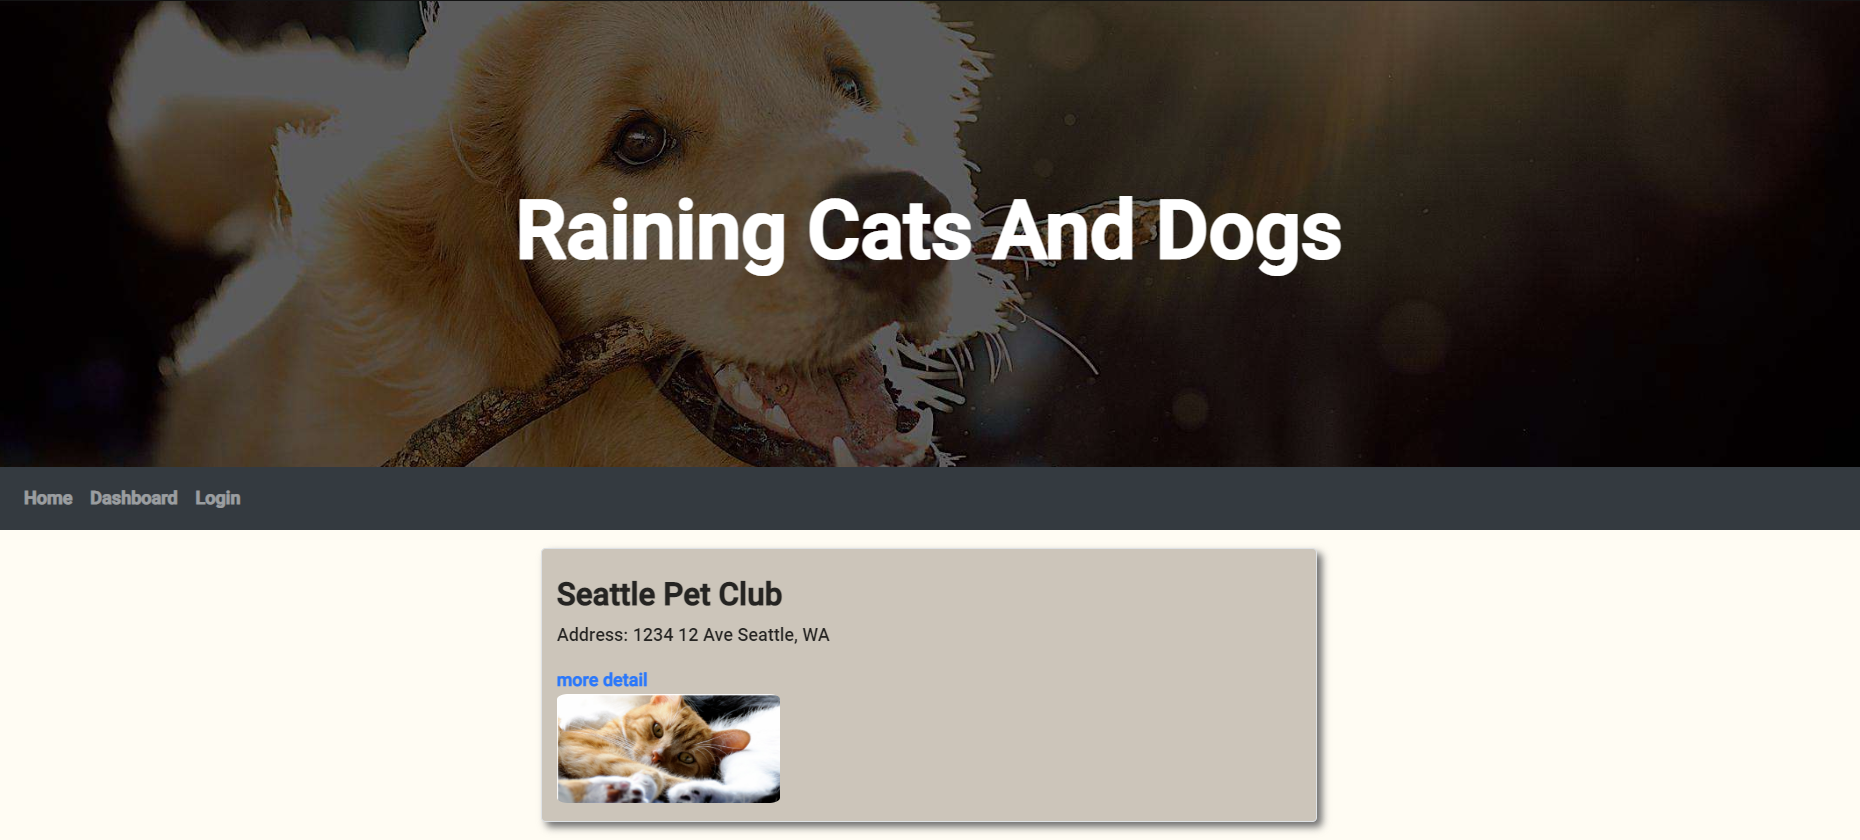 Raining Cats And Dogs
Home Dashboard Login
Seattle Pet Club
Address: 1234 12 Ave Seattle, WA
more detail